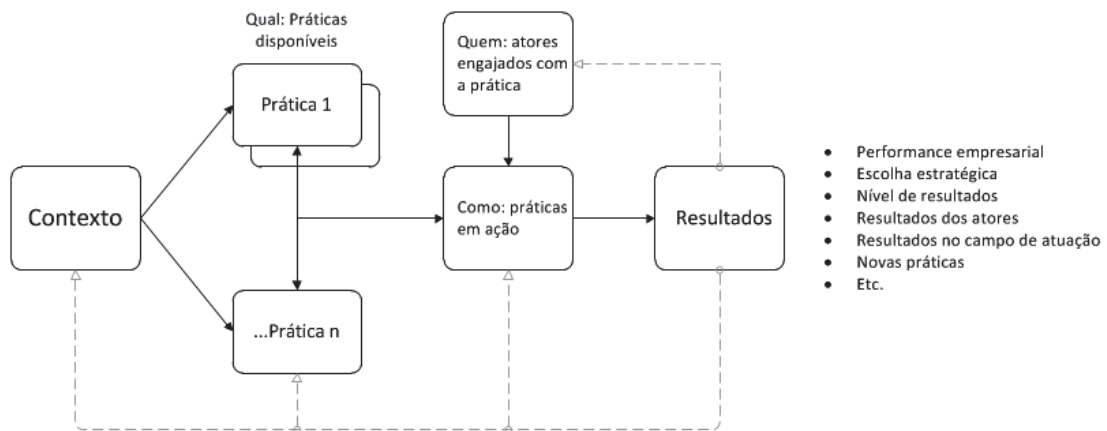 Qual: Práticas
disponíveis
Prática 1
Quem: atores
engajados com
a prática
Contexto
Como: práticas
em ação
Resultados
...Prática n
• Performance empresarial
• Escolha estratégica
• Nível de resultados
• Resultados dos atores
• Resultados no campo de atuação
• Novas práticas
• Etc.